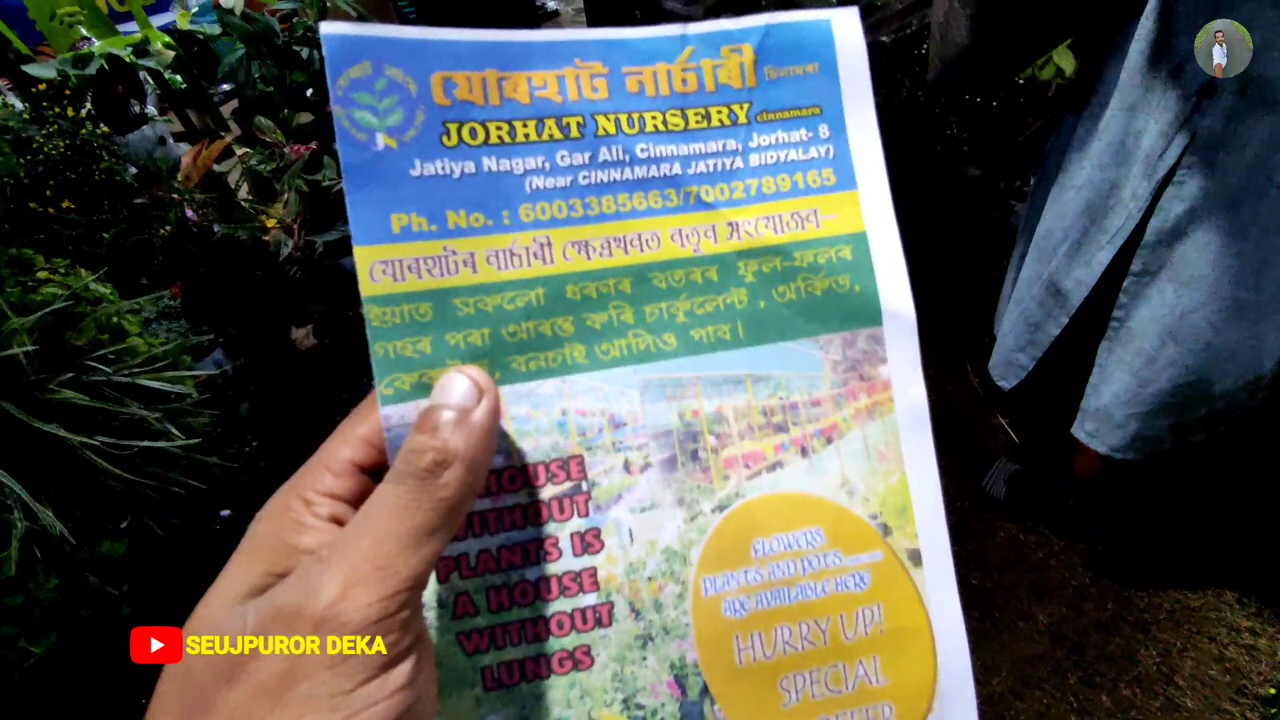 যোৰহাট নাৰ্চাৰী চিনামৰা
JORHAT NURSERY cinnamara
Jatiya Nagar, Gar Ali, Cinnamara, Jorhat- 8
(Near CINNAMARA JATIYA BIDYALAY)
Ph. No. : 6003385663/7002789165
যোৰহাটৰ নাৰ্চাৰী ক্ষেত্ৰখনত নতুন সংযোজন—
ইয়াত সকলো ধৰণৰ বতৰৰ ফুল-ফলৰ
গছৰ পৰা আৰম্ভ কৰি চাৰ্কুলেন্ট, অৰ্কিড,
বনচাই আদিও পাব।
HOUSE
WITHOUT
PLANTS IS
A HOUSE
WITHOUT
LUNGS
FLOWERS
PLANTS AND POTS
ARE AVAILABLE HERE
HURRY UP!
SPECIAL
OFFER
SEUJPUROR DEKA